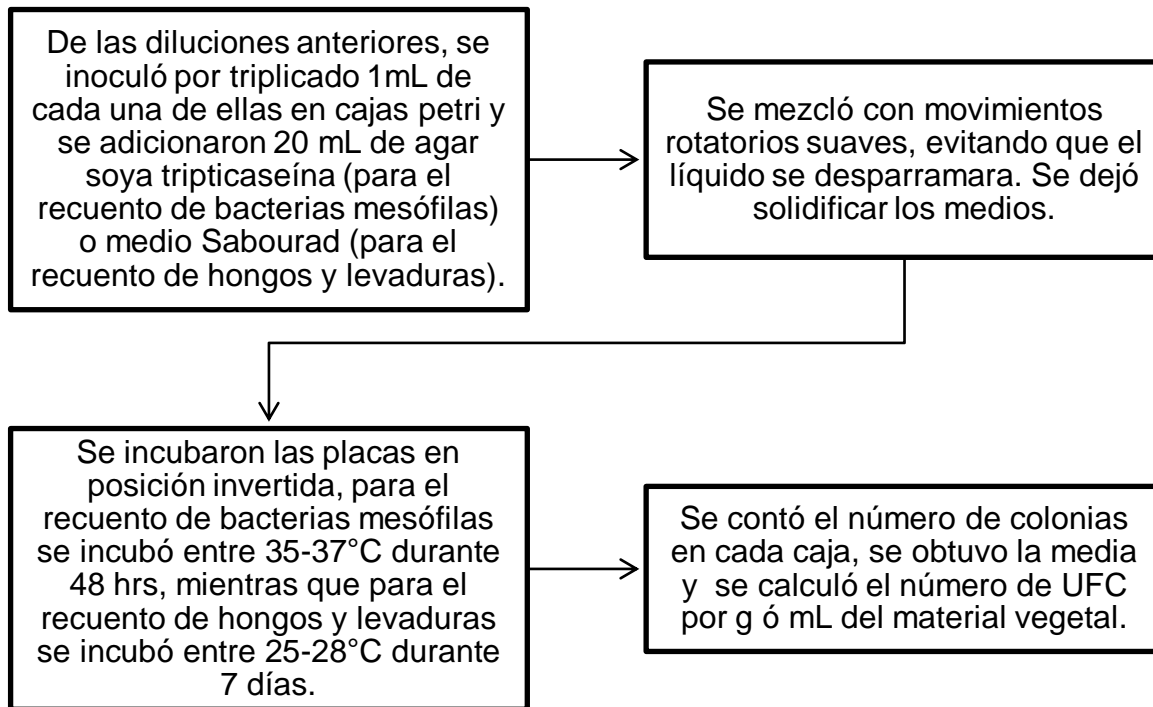 De las diluciones anteriores, se
inoculó por triplicado 1mL de
cada una de ellas en cajas petri y
se adicionaron 20 mL de agar
soya tripticaseína (para el
recuento de bacterias mesófilas)
o medio Sabourad (para el
recuento de hongos y levaduras).
Se mezcló con movimientos
rotatorios suaves, evitando que el
líquido se desparramara. Se dejó
solidificar los medios.
Se incubaron las placas en
posición invertida, para el
recuento de bacterias mesófilas
se incubó entre 35-37°C durante
48 hrs, mientras que para el
recuento de hongos y levaduras
se incubó entre 25-28°C durante
7 días.
Se contó el número de colonias
en cada caja, se obtuvo la media
y se calculó el número de UFC
por g ó mL del material vegetal.